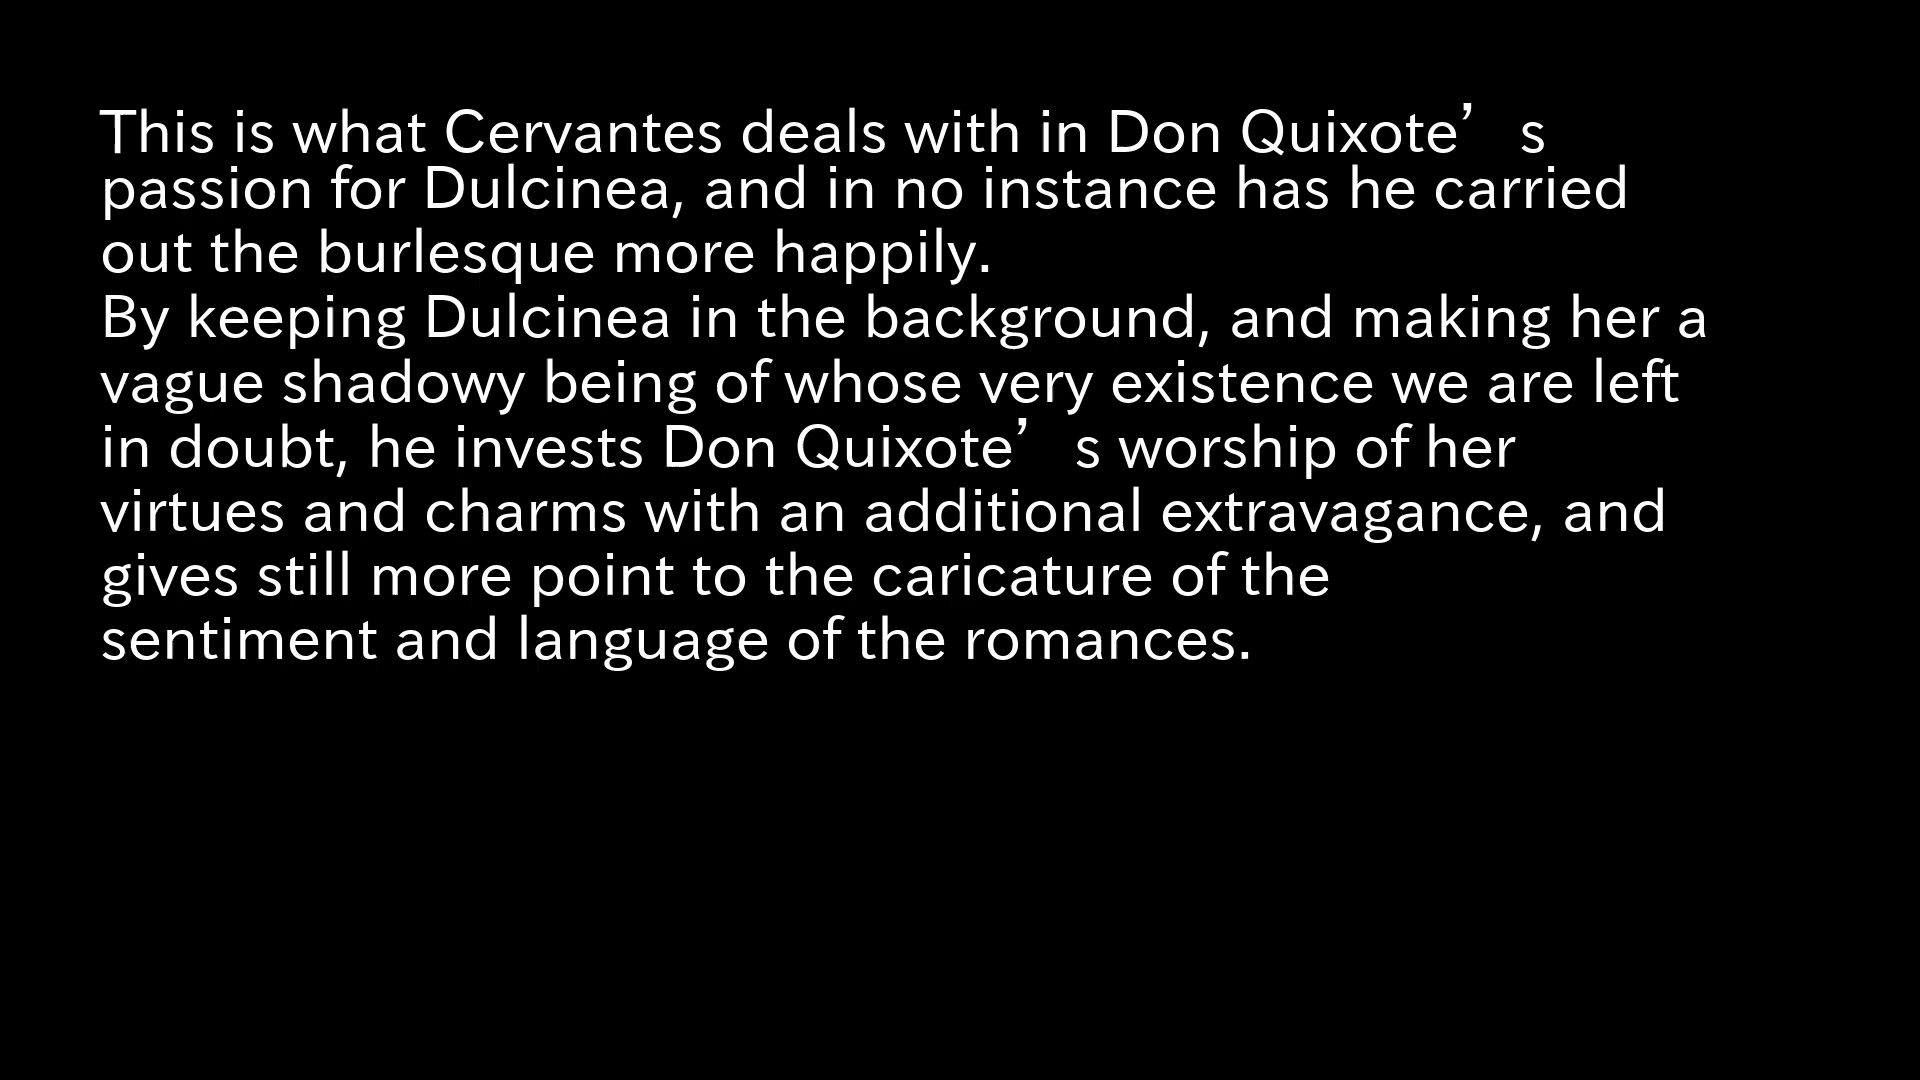 This is what Cervantes deals with in Don Quixote’s
passion for Dulcinea, and in no instance has he carried
out the burlesque more happily.
By keeping Dulcinea in the background, and making her a
vague shadowy being of whose very existence we are left
in doubt, he invests Don Quixote’s worship of her
virtues and charms with an additional extravagance, and
gives still more point to the caricature of the
sentiment and language of the romances.